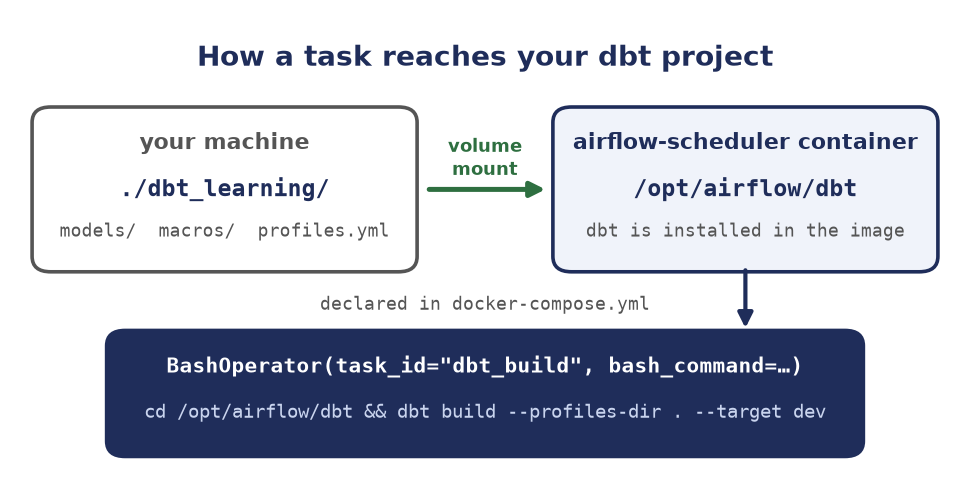 How a task reaches your dbt project
your machine
./dbt_learning/
models/  macros/  profiles.yml
volume
mount
airflow-scheduler container
/opt/airflow/dbt
dbt is installed in the image
declared in docker-compose.yml
BashOperator(task_id="dbt_build", bash_command=…)
cd /opt/airflow/dbt && dbt build --profiles-dir . --target dev